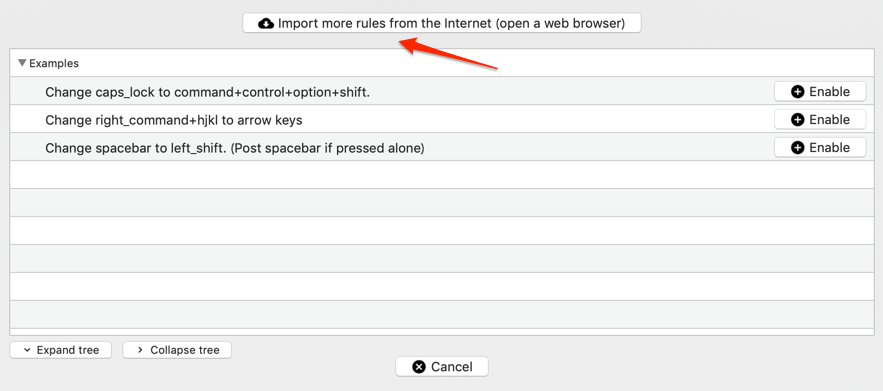 Import more rules from the Internet (open a web browser)
Examples
Change caps_lock to command+control+option+shift.
Enable
Change right_command+hjkl to arrow keys
Enable
Change spacebar to left_shift. (Post spacebar if pressed alone)
Enable
Expand tree
Collapse tree
Cancel